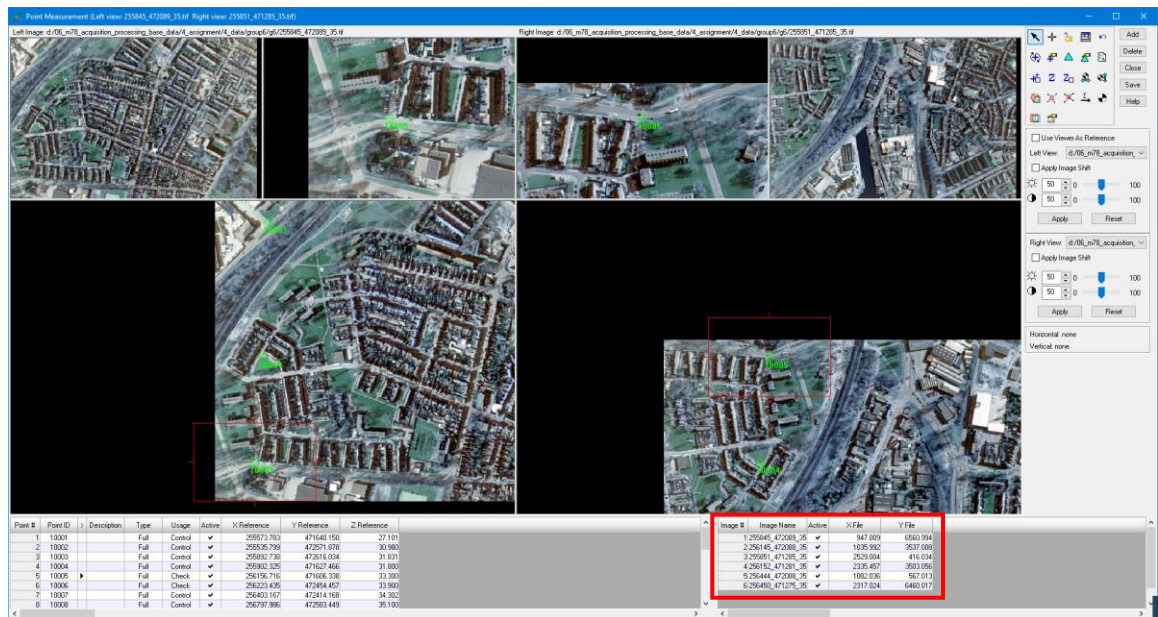 Point Measurement (Left view: 255845_472089_35.tif Right view: 255851_471285_35.tif)
Left Image: d:/06_m78_acquisition_processing_base_data/4_assignment/4_data/group6/g6/255845_472089_35.tif
Right Image: d:/06_m78_acquisition_processing_base_data/4_assignment/4_data/group6/g6/255851_471285_35.tif
Add
Delete
Close
Save
Help
Use Viewer As Reference
Left View: d:/06_m78_acquisition_
Apply Image Shift
50 0 100
50 0 100
Apply Reset
Right View: d:/06_m78_acquisition_
Apply Image Shift
50 0 100
50 0 100
Apply Reset
Horizontal: none
Vertical: none
10005
10004
Point # Point ID > Description Type Usage Active X Reference Y Reference Z Reference
1 10001 Full Control 255573.783 471640.150 27.101
2 10002 Full Control 255535.799 472571.878 30.980
3 10003 Full Control 255892.738 472616.034 31.831
4 10004 Full Control 255902.325 471627.466 31.880
5 10005 Full Check 256156.716 471606.330 33.300
6 10006 Full Check 256223.435 472454.457 33.900
7 10007 Full Control 256403.167 472414.168 34.382
8 10008 Full Control 256797.986 472583.449 35.180
Image # Image Name Active X File Y File
1 255845_472089_35 947.009 6560.994
2 256145_472088_35 1035.992 3537.008
3 255851_471285_35 2529.004 416.034
4 256152_471281_35 2335.457 3503.056
5 256444_472088_35 1082.036 567.013
6 256450_471275_35 2317.024 6460.017